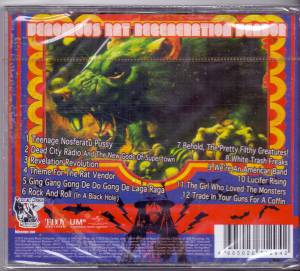 VENOMOUS RAT REGENERATION VENDOR
1 Teenage Nosferatu Pussy
2 Dead City Radio And The New Gods Of Supertown
3 Revelation Revolution
4 Theme For The Rat Vendor
5 Ging Gang Gong De Do Gong De Laga Raga
6 Rock And Roll (In A Black Hole)
7 Behold, The Pretty Filthy Creatures!
8 White Trash Freaks
9 We're An American Band
10 Lucifer Rising
11 The Girl Who Loved The Monsters
12 Trade In Your Guns For A Coffin